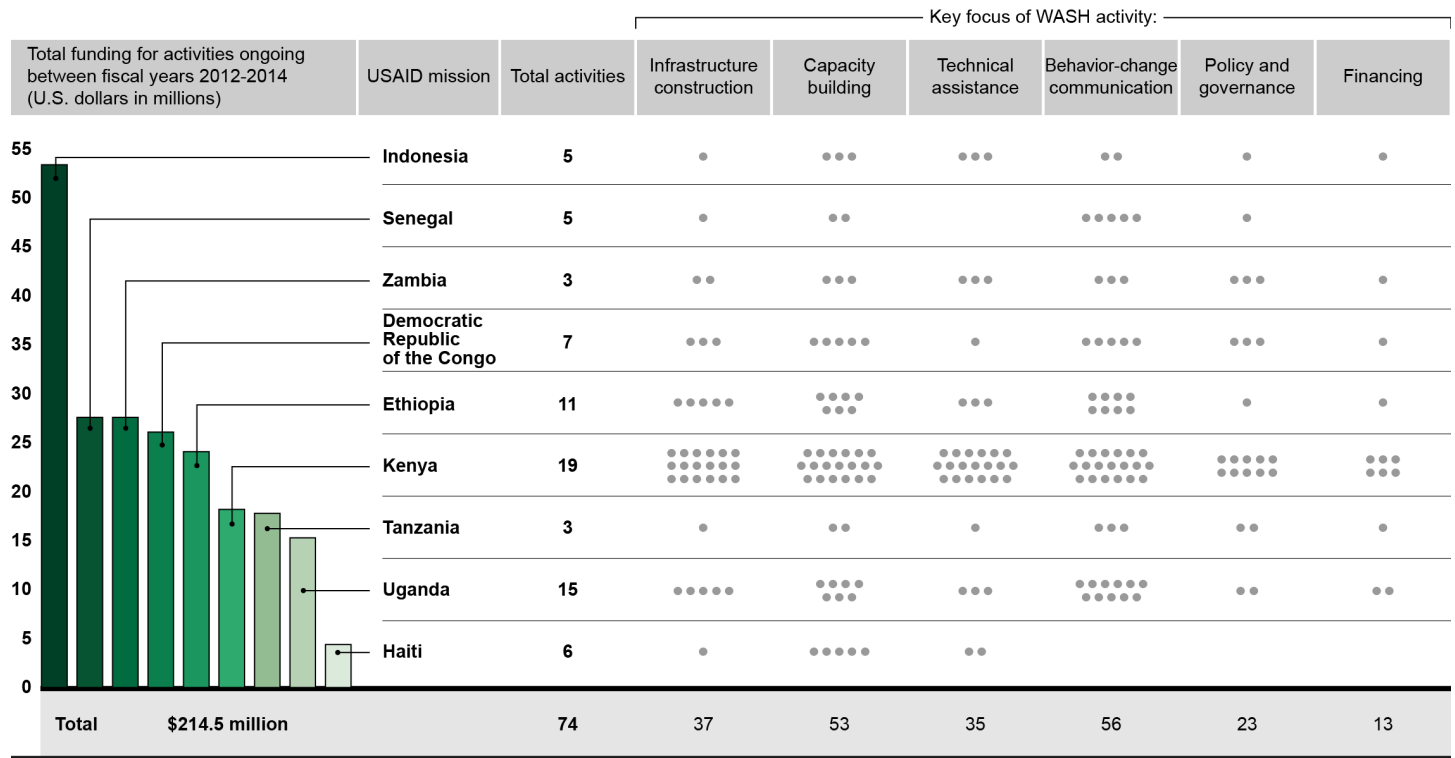 Key focus of WASH activity:
Total funding for activities ongoing
between fiscal years 2012-2014
(U.S. dollars in millions)
USAID mission
Total activities
Infrastructure
construction
Capacity
building
Technical
assistance
Behavior-change
communication
Policy and
governance
Financing
55
50
45
40
35
30
25
20
15
10
5
0
Indonesia 5
Senegal 5
Zambia 3
Democratic
Republic
of the Congo 7
Ethiopia 11
Kenya 19
Tanzania 3
Uganda 15
Haiti 6
Total $214.5 million 74 37 53 35 56 23 13